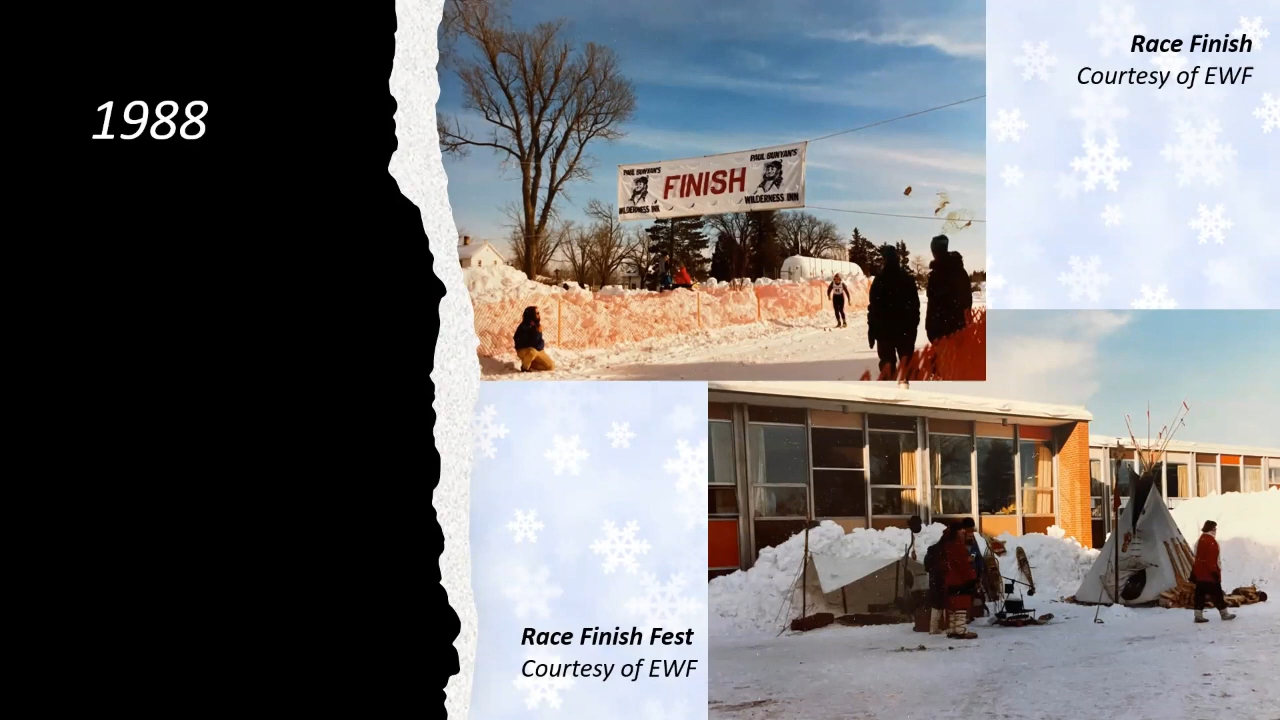 1988
Race Finish
Courtesy of EWF
PAUL BUNYAN'S
PAUL BUNYAN'S
FINISH
WILDERNESS INN
WILDERNESS INN
Race Finish Fest
Courtesy of EWF